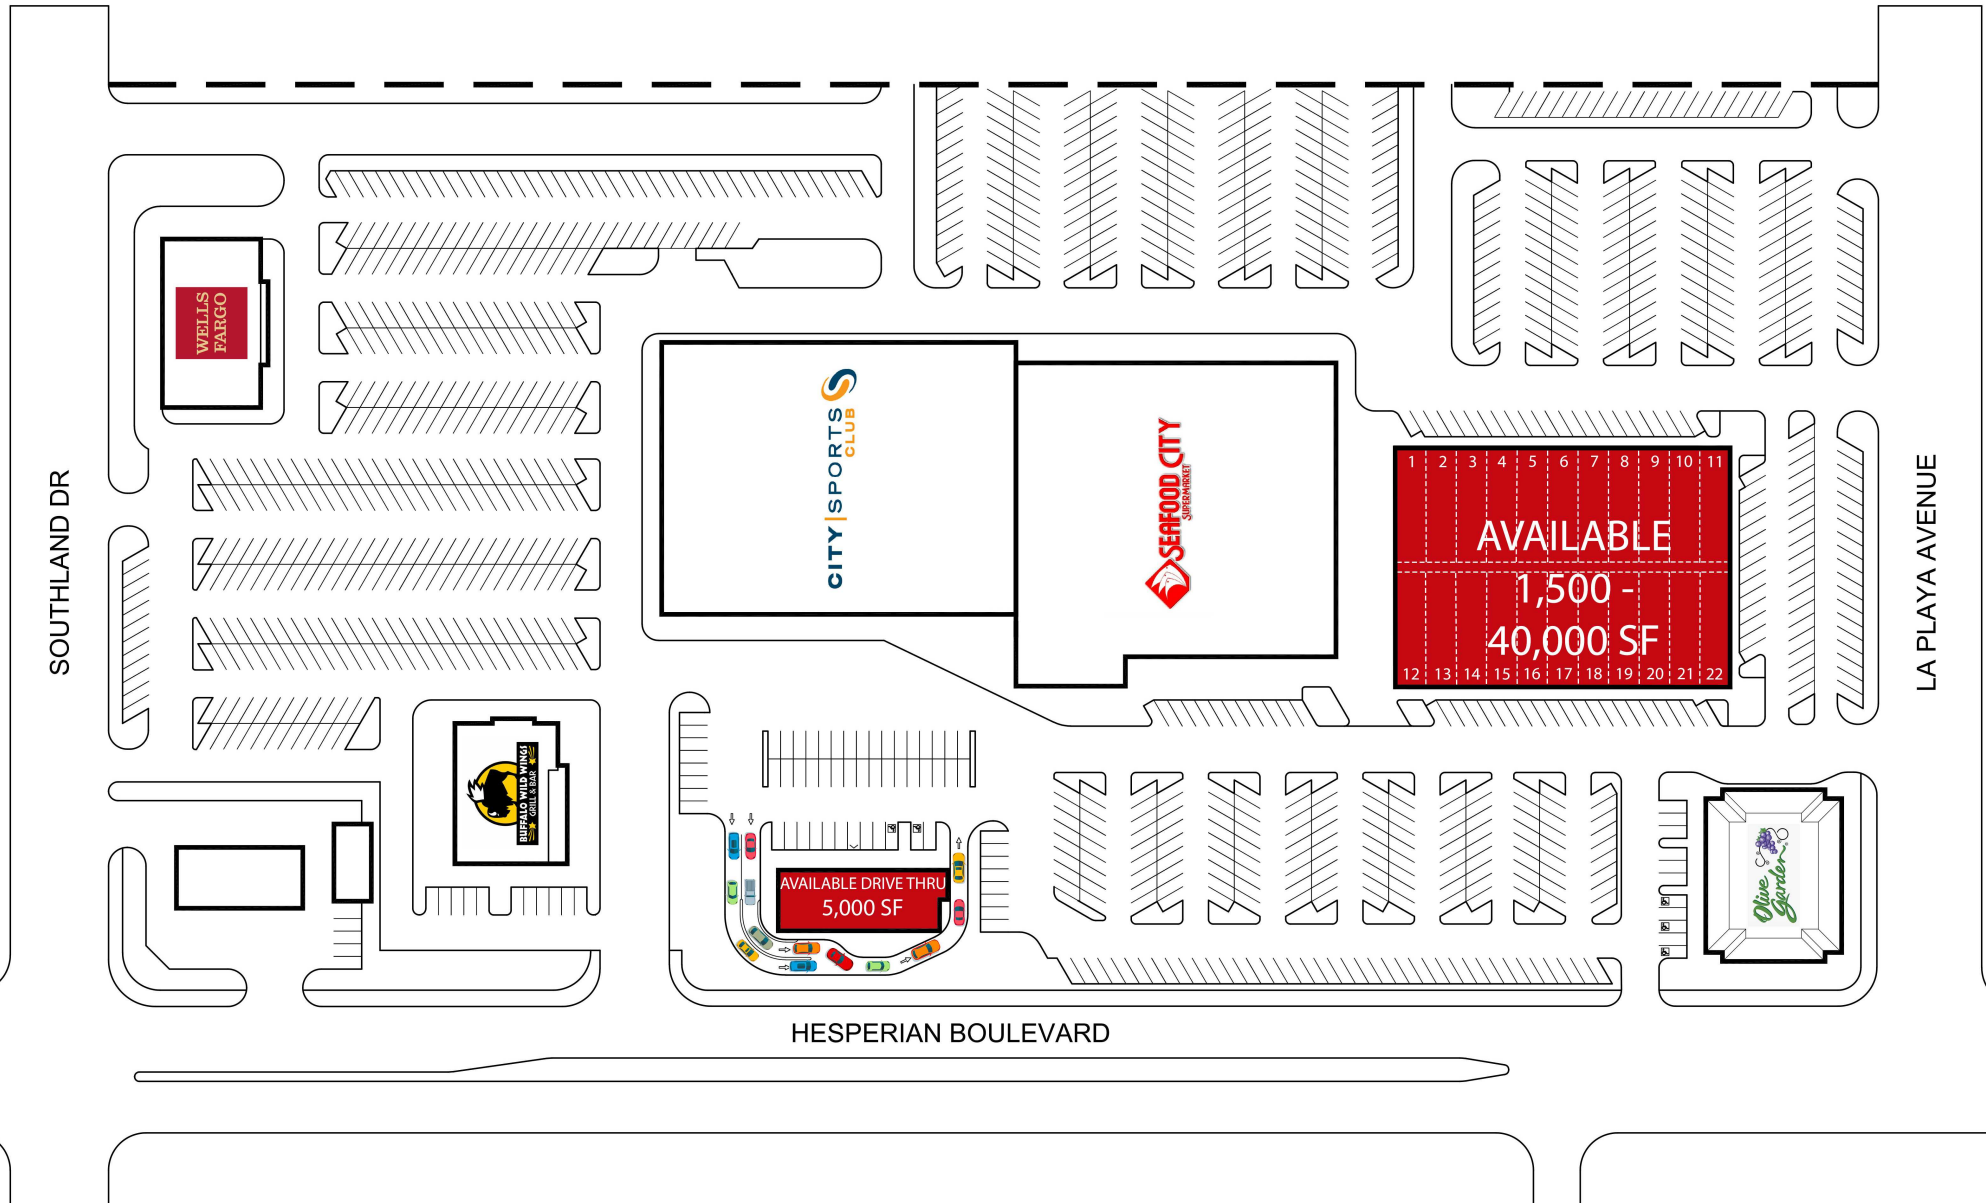 WELLS
FARGO
CITY|SPORTS
CLUB
SEAFOOD CITY
SUPERMARKET
1 2 3 4 5 6 7 8 9 10 11
AVAILABLE
1,500 -
40,000 SF
12 13 14 15 16 17 18 19 20 21 22
SOUTHLAND DR
LA PLAYA AVENUE
BUFFALO WILD WINGS
GRILL & BAR
AVAILABLE DRIVE THRU
5,000 SF
Olive
Garden
HESPERIAN BOULEVARD